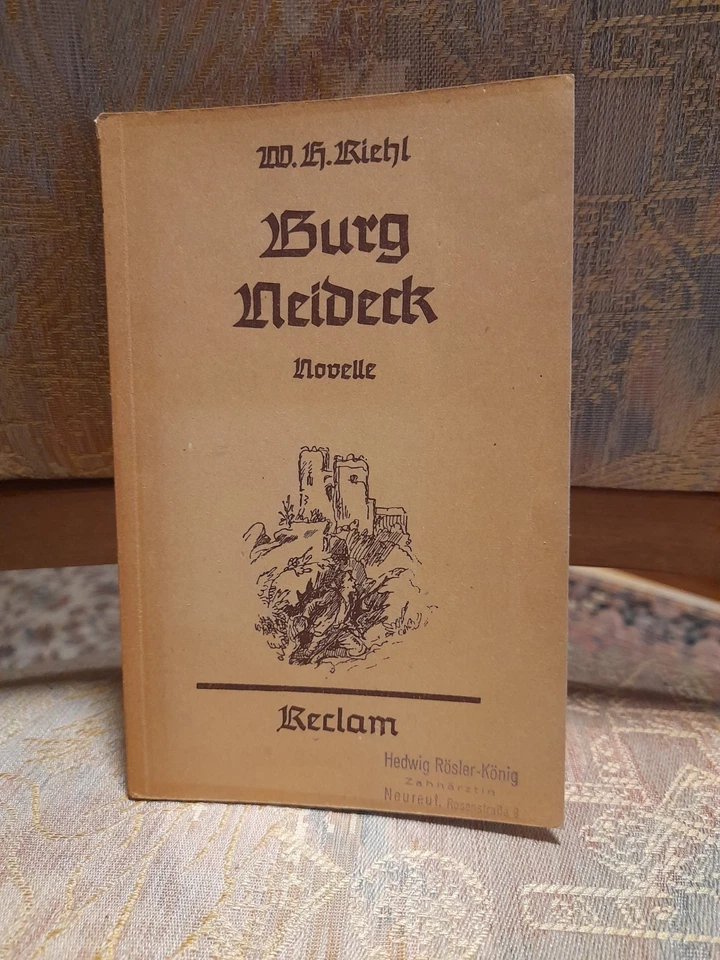 W. H. Riehl
Burg
Neideck
Novelle
Reclam
Hedwig Rösler-König
Zahnärztin
Neureut, Rosenstraße 8